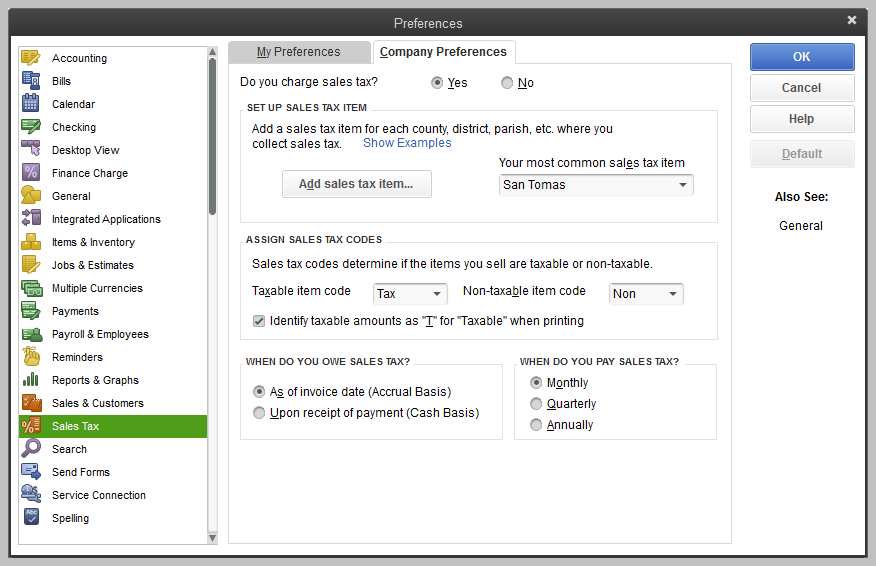 Preferences
Accounting
Bills
Calendar
Checking
Desktop View
Finance Charge
General
Integrated Applications
Items & Inventory
Jobs & Estimates
Multiple Currencies
Payments
Payroll & Employees
Reminders
Reports & Graphs
Sales & Customers
Sales Tax
Search
Send Forms
Service Connection
Spelling
My Preferences
Company Preferences
Do you charge sales tax? Yes No
SET UP SALES TAX ITEM
Add a sales tax item for each county, district, parish, etc. where you
collect sales tax. Show Examples
Your most common sales tax item
Add sales tax item...
San Tomas
ASSIGN SALES TAX CODES
Sales tax codes determine if the items you sell are taxable or non-taxable.
Taxable item code Tax Non-taxable item code Non
Identify taxable amounts as "T" for "Taxable" when printing
WHEN DO YOU OWE SALES TAX?
As of invoice date (Accrual Basis)
Upon receipt of payment (Cash Basis)
WHEN DO YOU PAY SALES TAX?
Monthly
Quarterly
Annually
OK
Cancel
Help
Default
Also See:
General